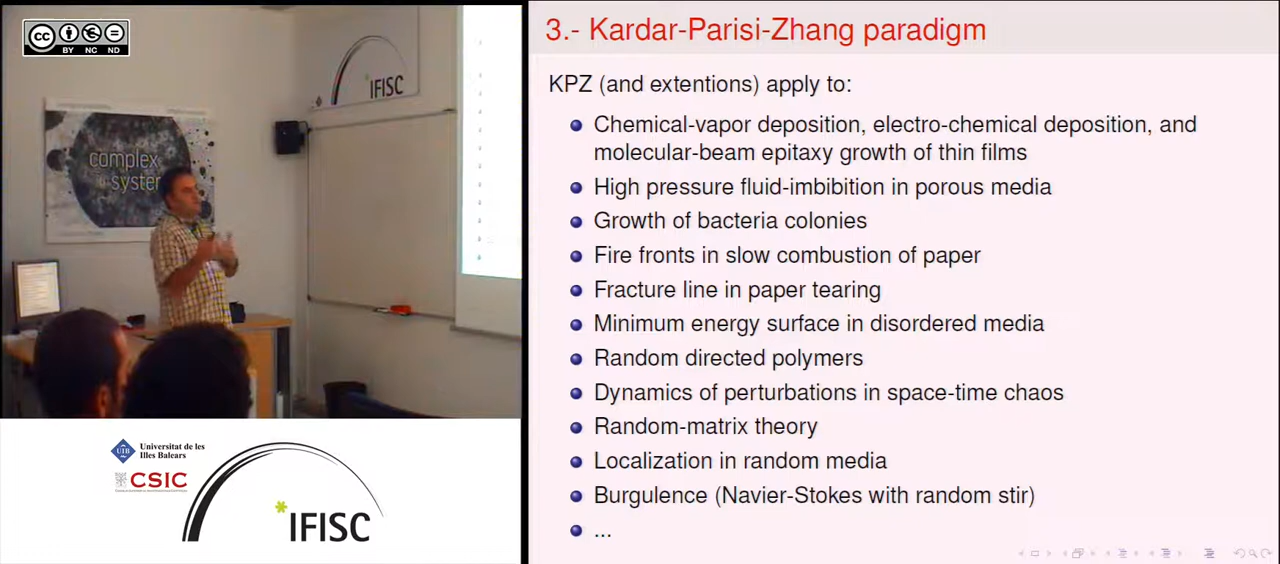 cc
BY NC ND
IFISC
complex
system
UIB
Universitat de les
Illes Balears
CSIC
*IFISC
3.- Kardar-Parisi-Zhang paradigm
KPZ (and extentions) apply to:
Chemical-vapor deposition, electro-chemical deposition, and
molecular-beam epitaxy growth of thin films
High pressure fluid-imbibition in porous media
Growth of bacteria colonies
Fire fronts in slow combustion of paper
Fracture line in paper tearing
Minimum energy surface in disordered media
Random directed polymers
Dynamics of perturbations in space-time chaos
Random-matrix theory
Localization in random media
Burgulence (Navier-Stokes with random stir)
...